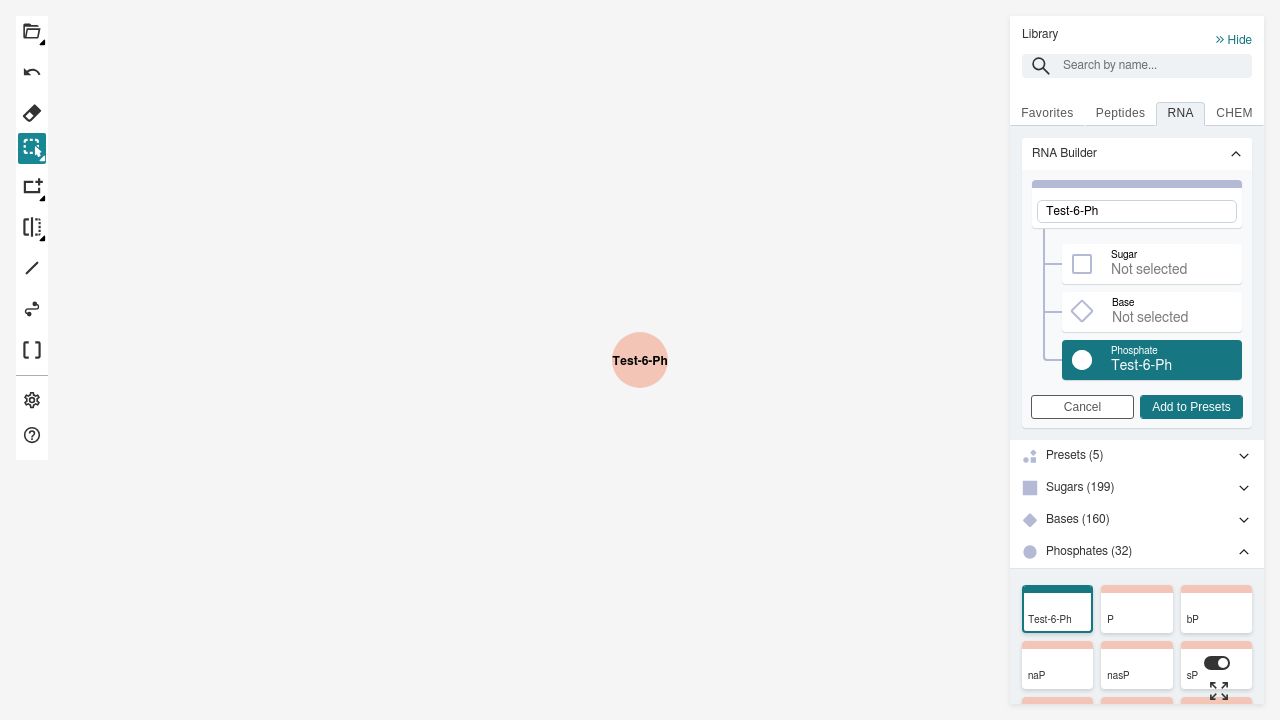 Library
Hide
Search by name...
Favorites
Peptides
RNA
CHEM
RNA Builder
Test-6-Ph
Sugar
Not selected
Base
Not selected
Phosphate
Test-6-Ph
Cancel
Add to Presets
Presets (5)
Sugars (199)
Bases (160)
Phosphates (32)
Test-6-Ph
P
bP
naP
nasP
sP
Test-6-Ph